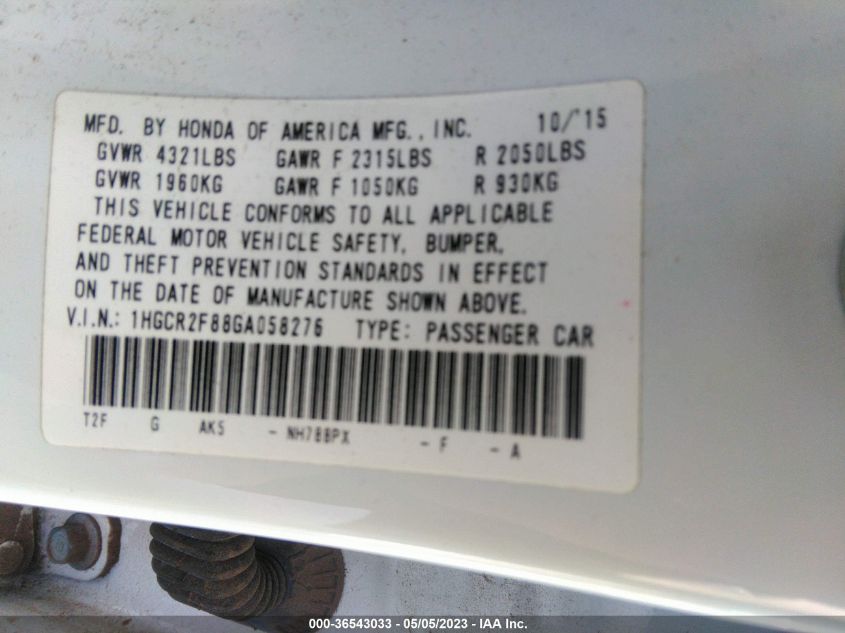 MFD. BY HONDA OF AMERICA MFG., INC. 10/'15
GVWR 4321LBS GAWR F 2315LBS R 2050LBS
GVWR 1960KG GAWR F 1050KG R 930KG
THIS VEHICLE CONFORMS TO ALL APPLICABLE
FEDERAL MOTOR VEHICLE SAFETY, BUMPER,
AND THEFT PREVENTION STANDARDS IN EFFECT
ON THE DATE OF MANUFACTURE SHOWN ABOVE.
V.I.N.: 1HGCR2F88GA058276 TYPE: PASSENGER CAR
T2F G AK5 - NH788PX - F - A
000-36543033 - 05/05/2023 - IAA Inc.